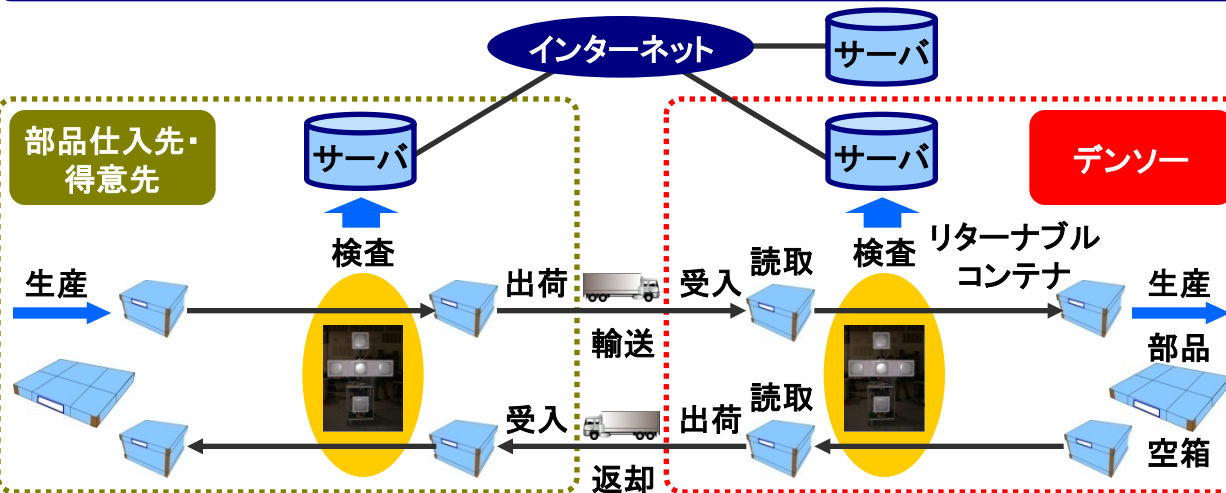 インターネット
サーバ
部品仕入先・
得意先
サーバ
サーバ
デンソー
検査
検査
リターナブル
コンテナ
生産
出荷
受入
読取
生産
輸送
部品
受入
出荷
読取
空箱
返却